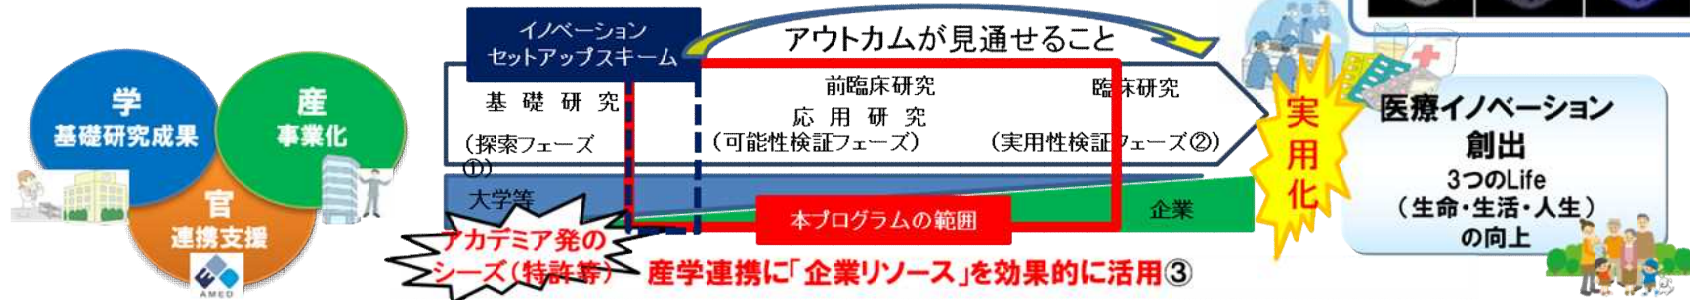 学
基礎研究成果
産
事業化
官
連携支援
AMED
イノベーション
セットアップスキーム
アウトカムが見通せること
基 礎 研 究
(探索フェーズ
①)
前臨床研究
応 用 研 究
(可能性検証フェーズ)
臨床研究
(実用性検証フェーズ②)
大学等
企業
本プログラムの範囲
アカデミア発の
シーズ(特許等)
産学連携に「企業リソース」を効果的に活用③
実
用
化
医療イノベーション
創出
3つのLife
(生命・生活・人生)
の向上